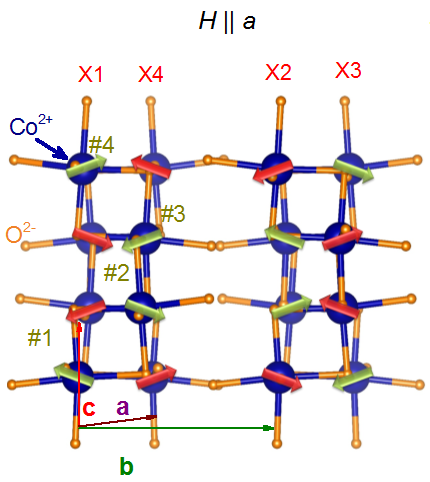 H || a
X1 X4 X2 X3
Co2+
#4
#3
O2-
#2
#1
c a
b